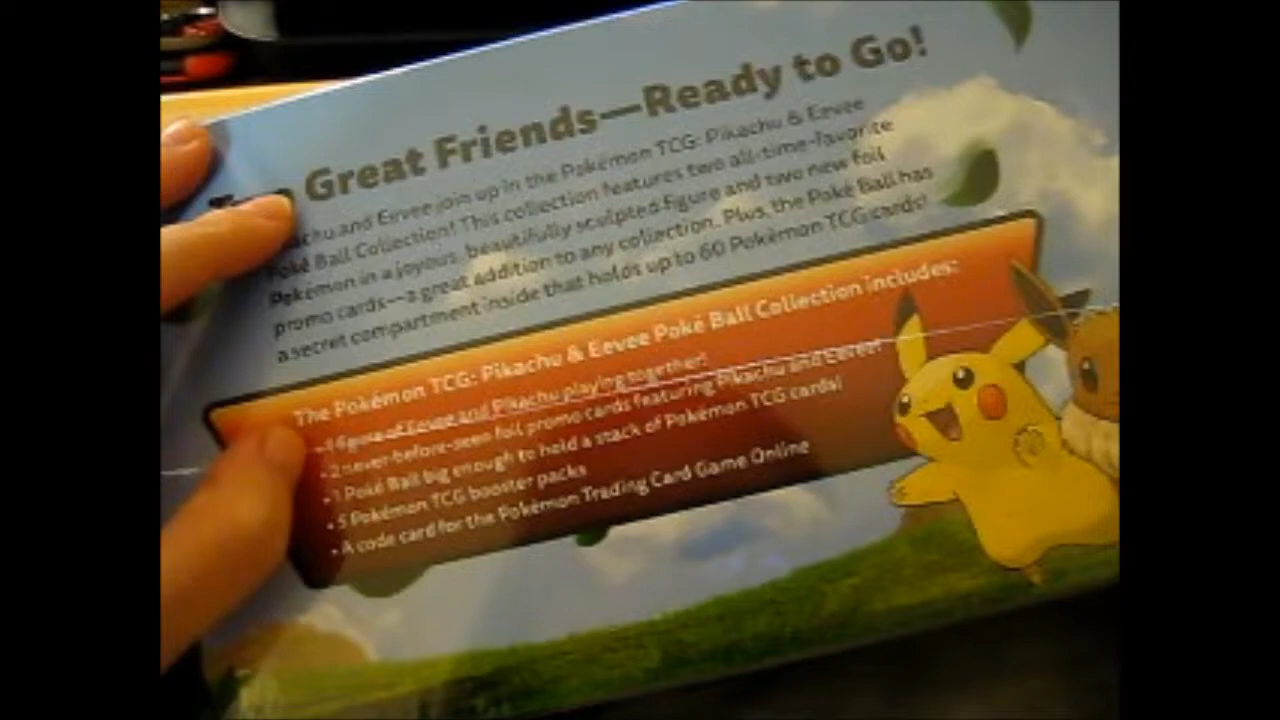 Great Friends—Ready to Go!
and Eevee join up in the Pokémon TCG: Pikachu & Eevee
Poké Ball Collection! This collection features two all-time-favorite
Pokémon in a joyous, beautifully sculpted figure and two new foil
promo cards—a great addition to any collection. Plus, the Poké Ball has
a secret compartment inside that holds up to 60 Pokémon TCG cards!
The Pokémon TCG: Pikachu & Eevee Poké Ball Collection includes:
• 1 figure of Eevee and Pikachu playing together!
• 2 never-before-seen foil promo cards featuring Pikachu and Eevee!
• 1 Poké Ball big enough to hold a stack of Pokémon TCG cards!
• 5 Pokémon TCG booster packs
• A code card for the Pokémon Trading Card Game Online